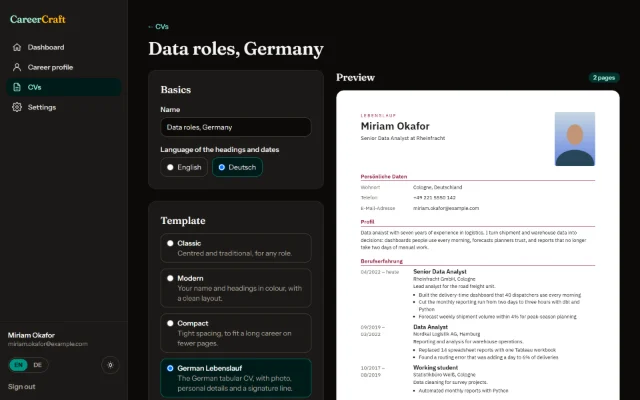 CareerCraft
Dashboard
Career profile
CVs
Settings
Miriam Okafor
miriam.okafor@example.com
EN DE
Sign out
← CVs
Data roles, Germany
Basics
Name
Data roles, Germany
Language of the headings and dates
English
Deutsch
Template
Classic
Centred and traditional, for any role.
Modern
Your name and headings in colour, with
a clean layout.
Compact
Tight spacing, to fit a long career on
fewer pages.
German Lebenslauf
The German tabular CV, with photo,
personal details and a signature line.
Preview
2 pages
LEBENSLAUF
Miriam Okafor
Senior Data Analyst at Rheinfracht
Persönliche Daten
Wohnort Cologne, Deutschland
Telefon +49 221 5550 142
E-Mail-Adresse miriam.okafor@example.com
Profil
Data analyst with seven years of experience in logistics. I turn shipment and warehouse data into
decisions: dashboards people use every morning, forecasts planners trust, and reports that no longer
take two days of manual work.
Berufserfahrung
09/2022 – heute Senior Data Analyst
Rheinfracht GmbH, Cologne
Lead analyst for the road freight unit.
Built the delivery-time dashboard that 40 dispatchers use every morning
Cut the monthly reporting run from two days to three hours with dbt and
Python
Forecast weekly shipment volume within 4% for peak-season planning
09/2019 –
Data Analyst
Nordkai Logistik AG, Hamburg
Reporting and analysis for warehouse operations.
Replaced 14 spreadsheet reports with one Tableau workbook
Found a routing error that was adding a day to 6% of deliveries
10/2017 –
08/2019
Working student
Statistikbüro Weiß, Cologne
Data cleaning for survey projects.
Automated monthly reports with Python